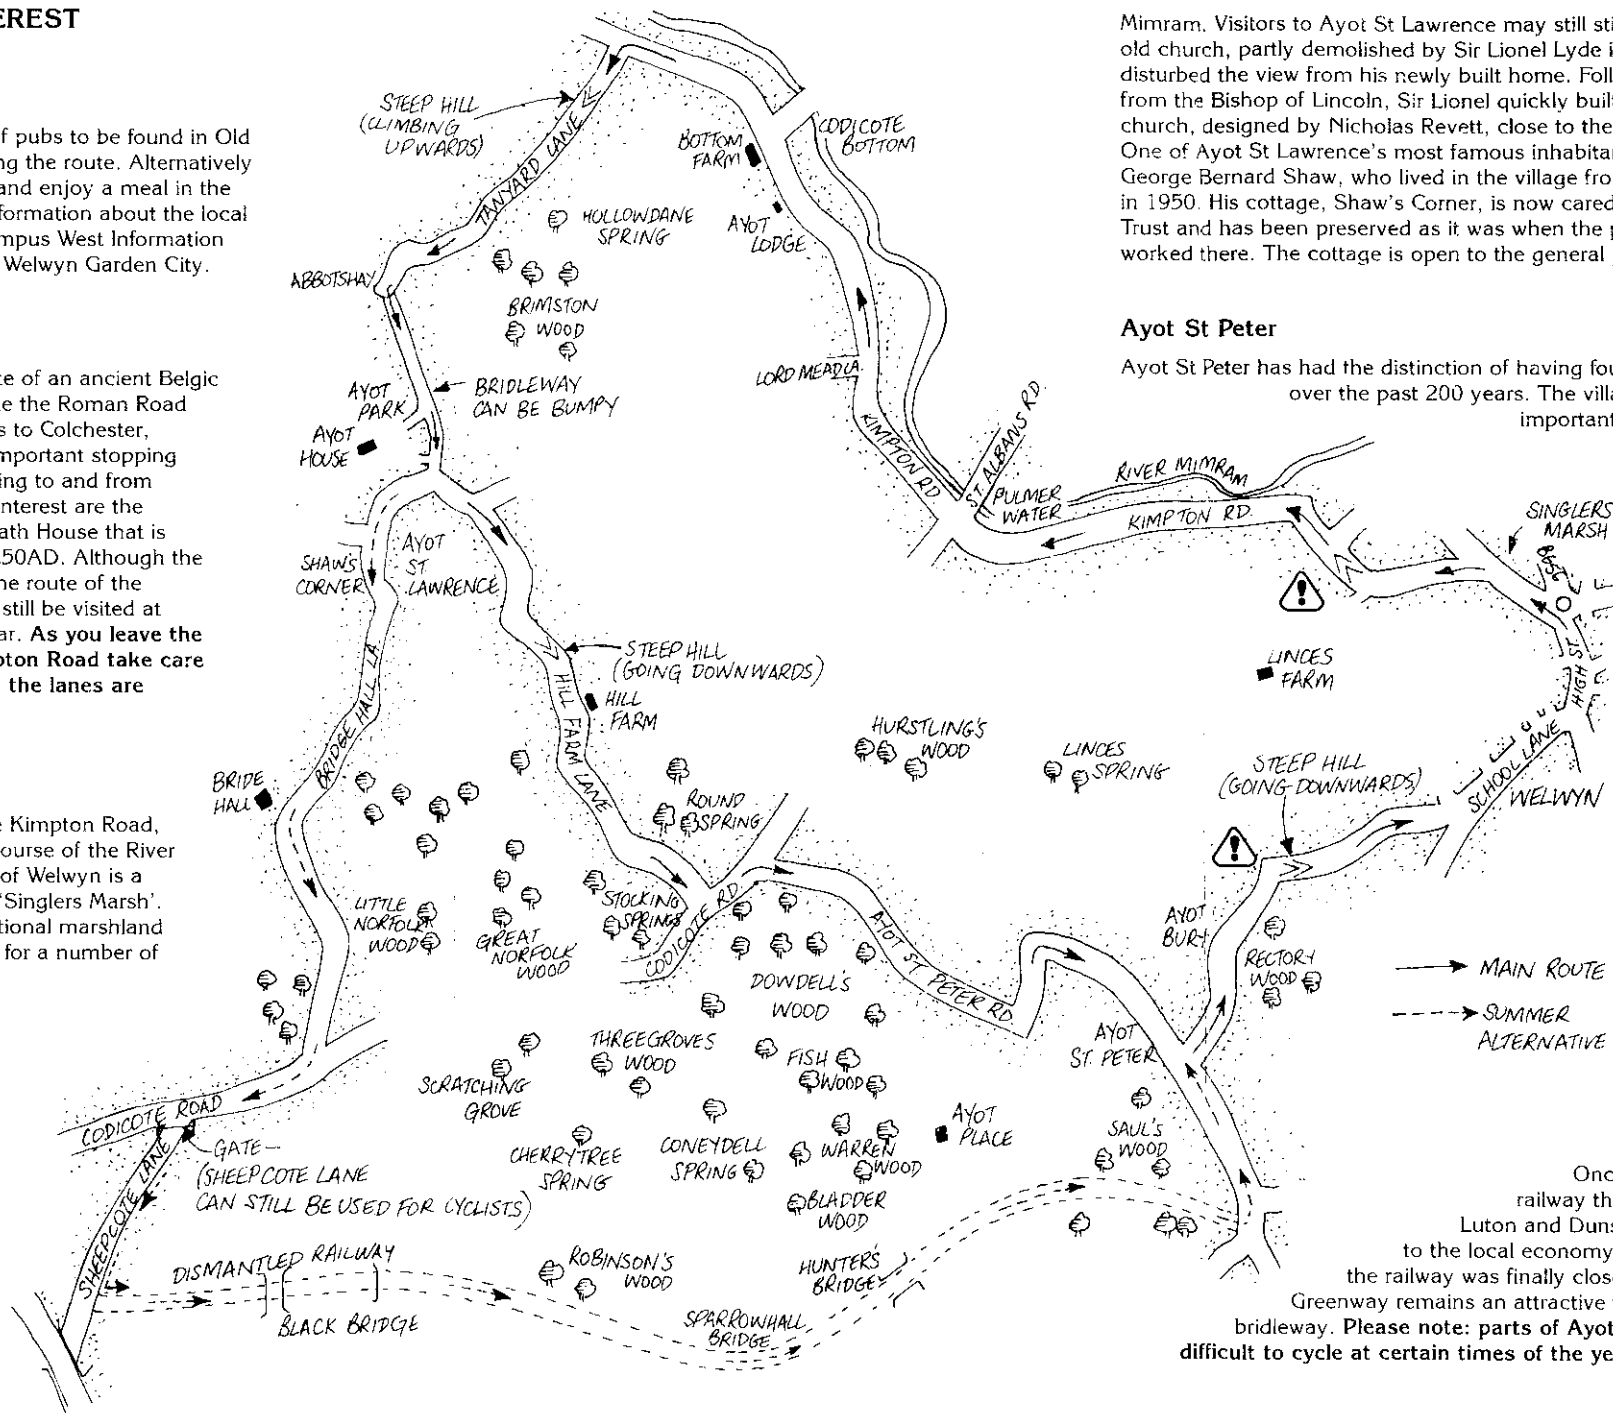 EREST
f pubs to be found in Old
ng the route. Alternatively
and enjoy a meal in the
formation about the local
mpus West Information
Welwyn Garden City.
te of an ancient Belgic
e the Roman Road
s to Colchester,
mportant stopping
ing to and from
nterest are the
ath House that is
250AD. Although the
he route of the
still be visited at
ar. As you leave the
pton Road take care
the lanes are
e Kimpton Road,
ourse of the River
of Welwyn is a
'Singlers Marsh'.
tional marshland
for a number of
Mimram. Visitors to Ayot St Lawrence may still sti
old church, partly demolished by Sir Lionel Lyde i
disturbed the view from his newly built home. Foll
from the Bishop of Lincoln, Sir Lionel quickly built
church, designed by Nicholas Revett, close to the
One of Ayot St Lawrence's most famous inhabitan
George Bernard Shaw, who lived in the village fro
in 1950. His cottage, Shaw's Corner, is now cared
Trust and has been preserved as it was when the p
worked there. The cottage is open to the general
Ayot St Peter
Ayot St Peter has had the distinction of having fou
over the past 200 years. The villa
important
STEEP HILL
(CLIMBING
UPWARDS)
TANYARD LANE
BOTTOM
FARM
CODICOTE
BOTTOM
AYOT
LODGE
HOLLOWDANE
SPRING
ABBOTSHAY
BRIMSTON
WOOD
BRIDLEWAY
CAN BE BUMPY
AYOT
PARK
AYOT
HOUSE
LORD MEAD LA.
KIMPTON RD.
ST. ALBANS RD.
PULMER
WATER
RIVER MIMRAM
KIMPTON RD.
SINGLERS
MARSH
B656
HIGH ST
SHAW'S
CORNER
AYOT
ST
LAWRENCE
STEEP HILL
(GOING DOWNWARDS)
HILL
FARM
HILL FARM LANE
BRIDGE HALL LA
BRIDE
HALL
LINCES
FARM
HURSTLING'S
WOOD
LINCES
SPRING
STEEP HILL
(GOING DOWNWARDS)
SCHOOL LANE
WELWYN
ROUND
SPRING
LITTLE
NORFOLK
WOOD
GREAT
NORFOLK
WOOD
STOCKING
SPRINGS
CODICOTE RD.
AYOT ST PETER RD.
DOWDELL'S
WOOD
AYOT
BURY
RECTORY
WOOD
MAIN ROUTE
SUMMER
ALTERNATIVE
AYOT
ST. PETER
THREEGROVES
WOOD
FISH
WOOD
SCRATCHING
GROVE
CODICOTE ROAD
GATE –
(SHEEPCOTE LANE
CAN STILL BE USED FOR CYCLISTS)
SHEEPCOTE LANE
CHERRYTREE
SPRING
CONEYDELL
SPRING
WARREN
WOOD
AYOT
PLACE
SAUL'S
WOOD
BLADDER
WOOD
DISMANTLED RAILWAY
BLACK BRIDGE
ROBINSON'S
WOOD
HUNTER'S
BRIDGE
SPARROWHALL
BRIDGE
Onc
railway th
Luton and Duns
to the local economy
the railway was finally close
Greenway remains an attractive
bridleway. Please note: parts of Ayot
difficult to cycle at certain times of the ye